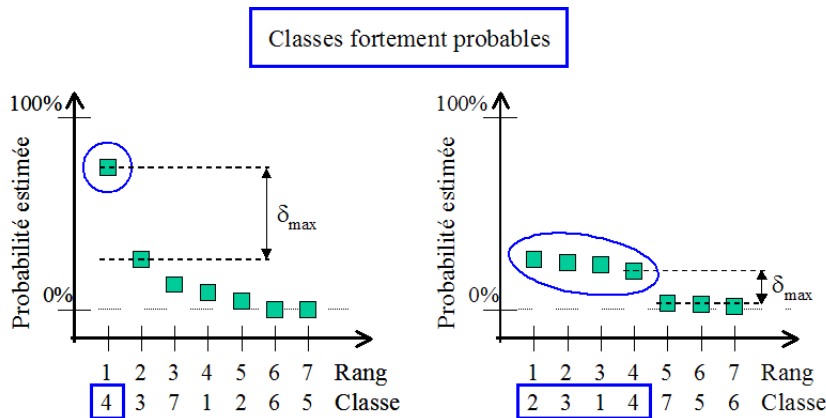 Classes fortement probables
100%
Probabilité estimée
δmax
0%
1 2 3 4 5 6 7 Rang
4 3 7 1 2 6 5 Classe
100%
Probabilité estimée
δmax
0%
1 2 3 4 5 6 7 Rang
2 3 1 4 7 5 6 Classe